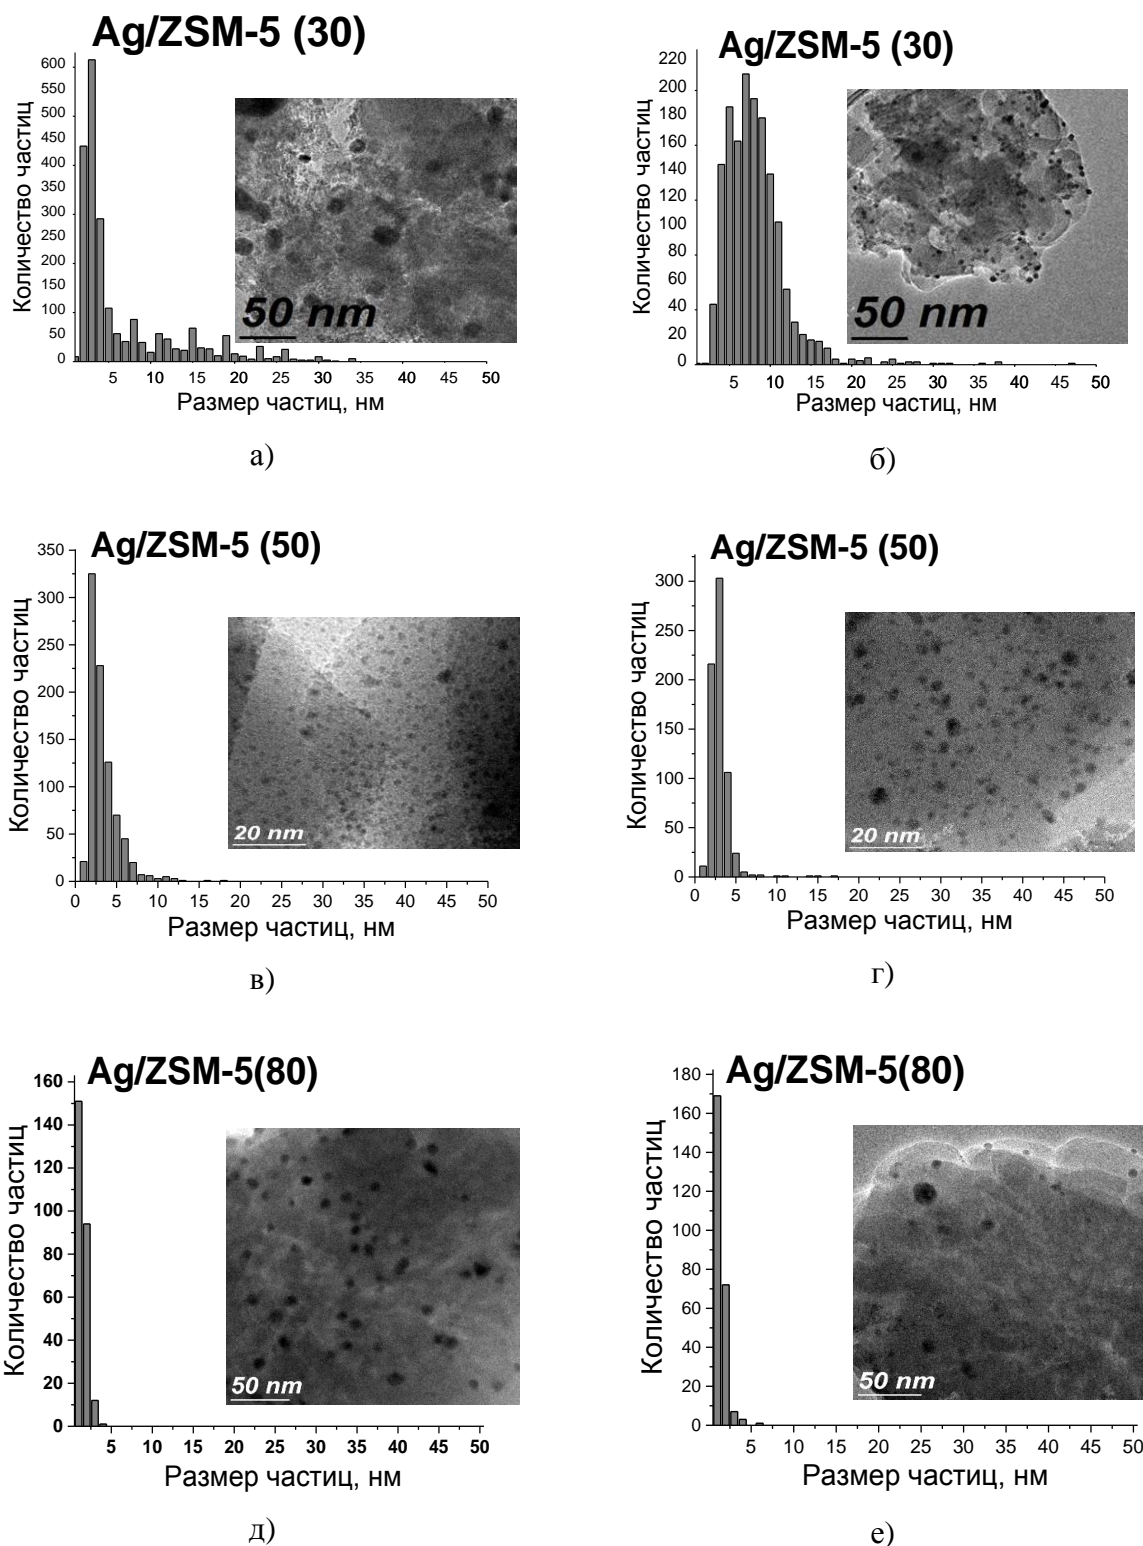 Ag/ZSM-5 (30)
Количество частиц
600
550
500
450
400
350
300
250
200
150
100
50
0
50 nm
5 10 15 20 25 30 35 40 45 50
Размер частиц, нм
а)
Ag/ZSM-5 (30)
Количество частиц
220
200
180
160
140
120
100
80
60
40
20
0
50 nm
5 10 15 20 25 30 35 40 45 50
Размер частиц, нм
б)
Ag/ZSM-5 (50)
Количество частиц
350
300
250
200
150
100
50
0
20 nm
0 5 10 15 20 25 30 35 40 45 50
Размер частиц, нм
в)
Ag/ZSM-5 (50)
Количество частиц
300
250
200
150
100
50
0
20 nm
0 5 10 15 20 25 30 35 40 45 50
Размер частиц, нм
г)
Ag/ZSM-5(80)
Количество частиц
160
140
120
100
80
60
40
20
0
50 nm
5 10 15 20 25 30 35 40 45 50
Размер частиц, нм
д)
Ag/ZSM-5(80)
Количество частиц
180
160
140
120
100
80
60
40
20
0
50 nm
5 10 15 20 25 30 35 40 45 50
Размер частиц, нм
е)